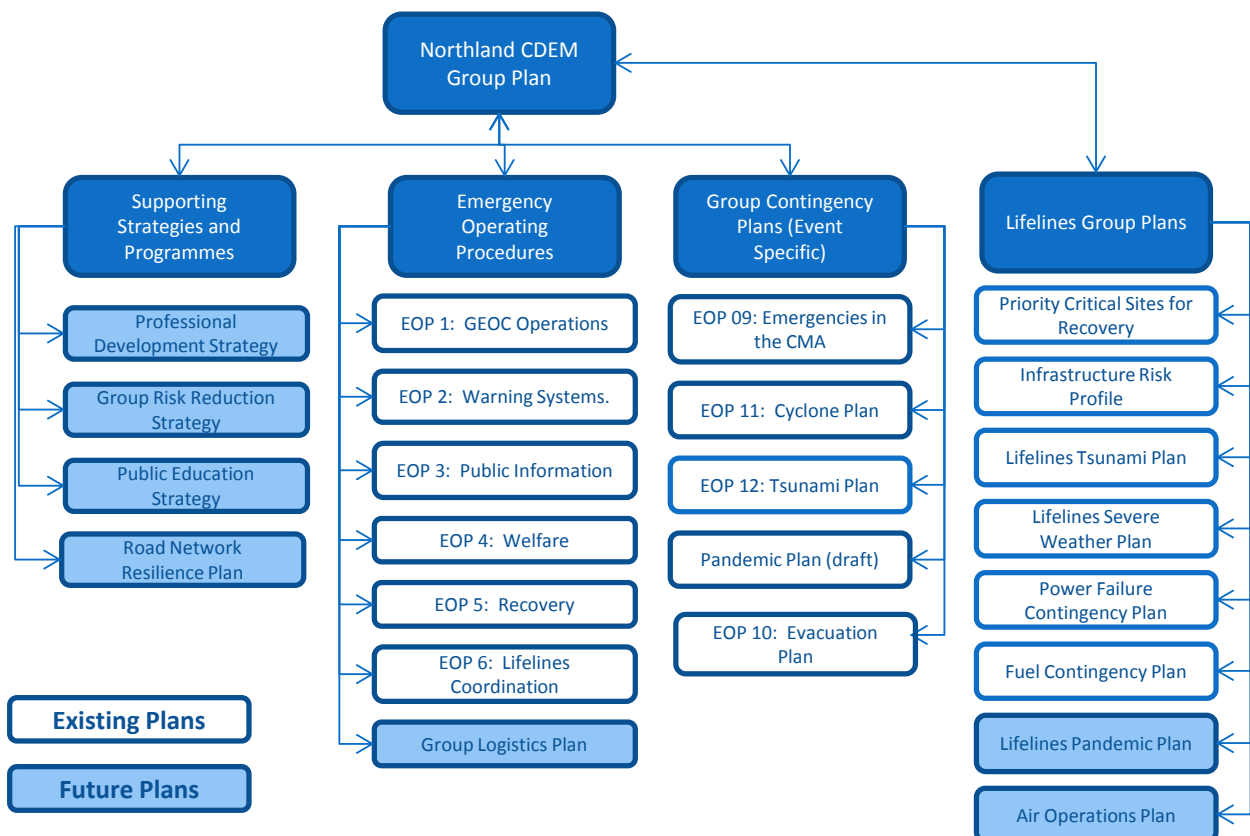 Northland CDEM
Group Plan
Supporting
Strategies and
Programmes
Professional
Development Strategy
Group Risk Reduction
Strategy
Public Education
Strategy
Road Network
Resilience Plan
Emergency
Operating
Procedures
EOP 1: GEOC Operations
EOP 2: Warning Systems.
EOP 3: Public Information
EOP 4: Welfare
EOP 5: Recovery
EOP 6: Lifelines
Coordination
Group Logistics Plan
Group Contingency
Plans (Event
Specific)
EOP 09: Emergencies in
the CMA
EOP 11: Cyclone Plan
EOP 12: Tsunami Plan
Pandemic Plan (draft)
EOP 10: Evacuation
Plan
Lifelines Group Plans
Priority Critical Sites for
Recovery
Infrastructure Risk
Profile
Lifelines Tsunami Plan
Lifelines Severe
Weather Plan
Power Failure
Contingency Plan
Fuel Contingency Plan
Lifelines Pandemic Plan
Air Operations Plan
Existing Plans
Future Plans